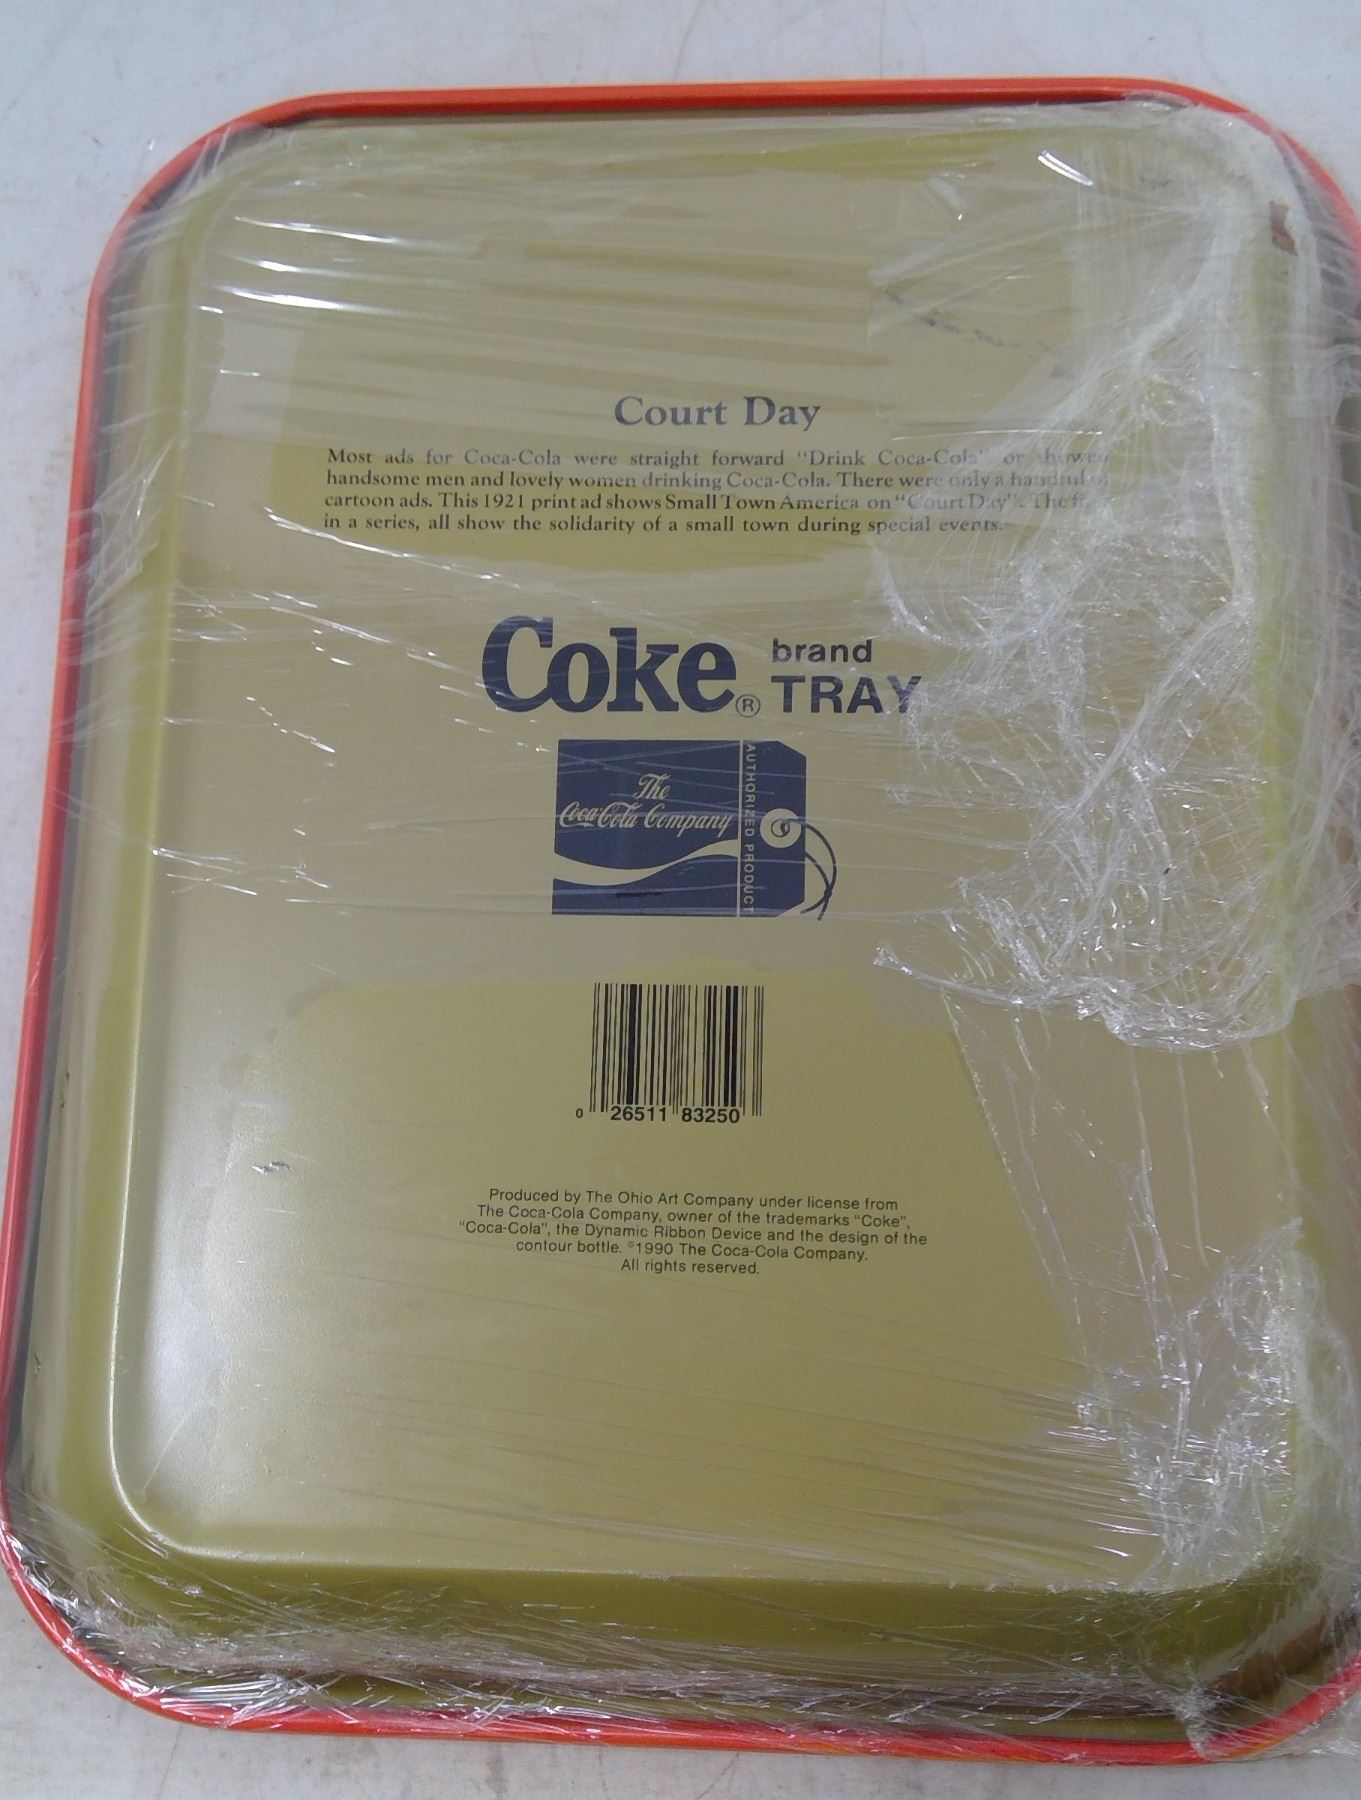 Court Day
Most ads for Coca-Cola were straight forward "Drink Coca-Cola" or showed
handsome men and lovely women drinking Coca-Cola. There were only a handful of
cartoon ads. This 1921 print ad shows Small Town America on "Court Day". The
in a series, all show the solidarity of a small town during special events.
Coke® brand
TRAY
The
Coca-Cola Company
AUTHORIZED PRODUCT
0 26511 83250
Produced by The Ohio Art Company under license from
The Coca-Cola Company, owner of the trademarks "Coke",
"Coca-Cola", the Dynamic Ribbon Device and the design of the
contour bottle. ©1990 The Coca-Cola Company.
All rights reserved.